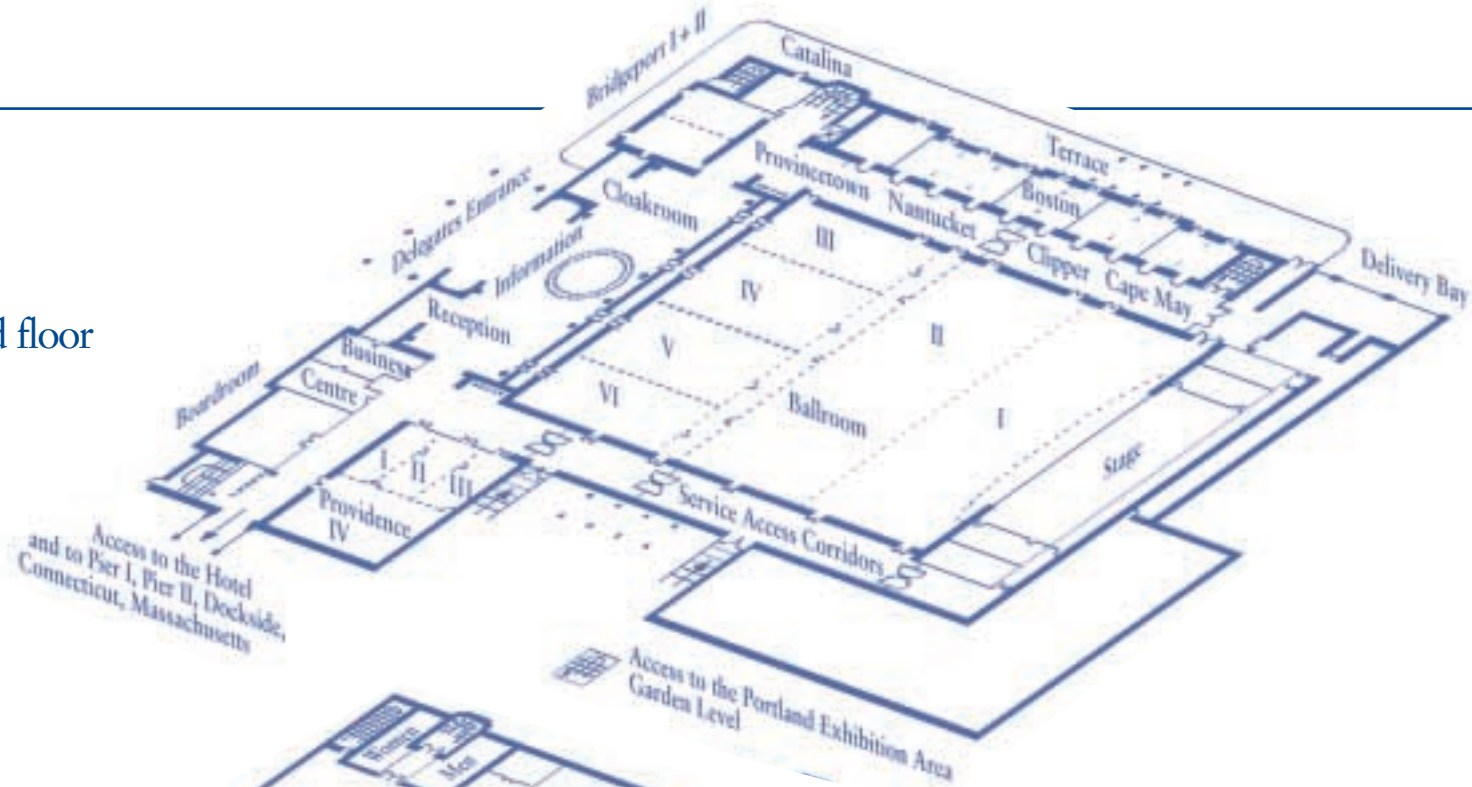 Bridgeport I + II
Catalina
Terrace
Provincetown
Nantucket
Boston
Clipper
Cape May
Delivery Bay
Delegates Entrance
Cloakroom
Information
Reception
III
IV
V
VI
II
I
Ballroom
Stage
Boardroom
Business
Centre
d floor
I
II
III
Providence
IV
Service Access Corridors
Access to the Hotel
and to Pier I, Pier II, Dockside,
Connecticut, Massachusetts
Access to the Portland Exhibition Area
Garden Level
Women
Men